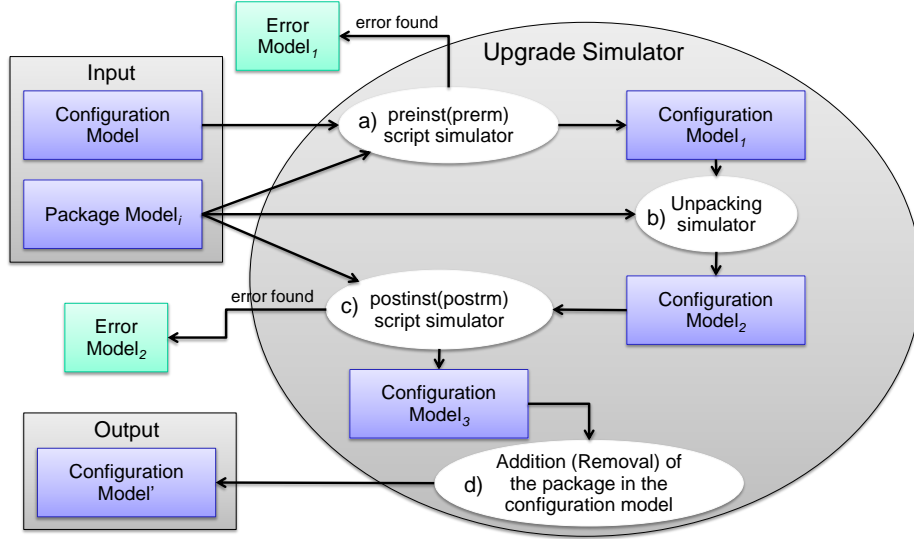 Error
Model1
error found
Upgrade Simulator
Input
Configuration
Model
a) preinst(prerm)
script simulator
Configuration
Model1
Package Modeli
b) Unpacking
simulator
error found
c) postinst(postrm)
script simulator
Configuration
Model2
Error
Model2
Configuration
Model3
Output
Configuration
Model’
d) Addition (Removal) of
the package in the
configuration model